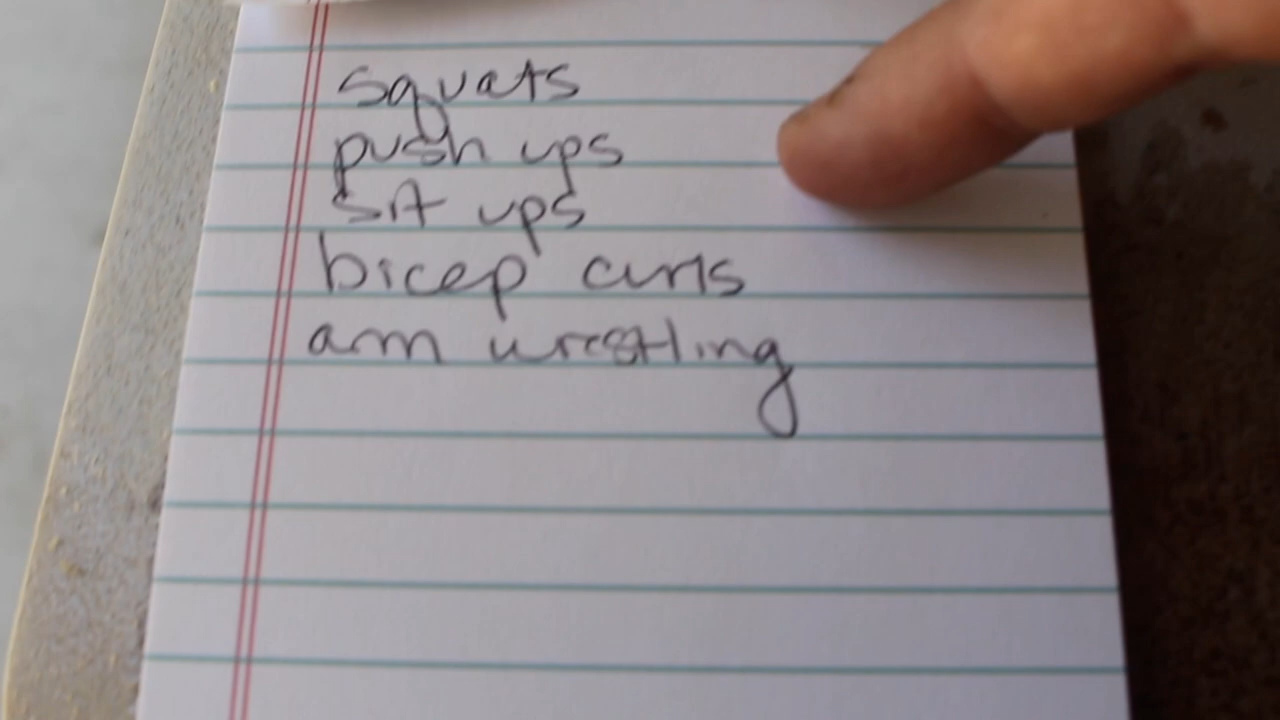 squats
push ups
sit ups
bicep curls
arm wrestling